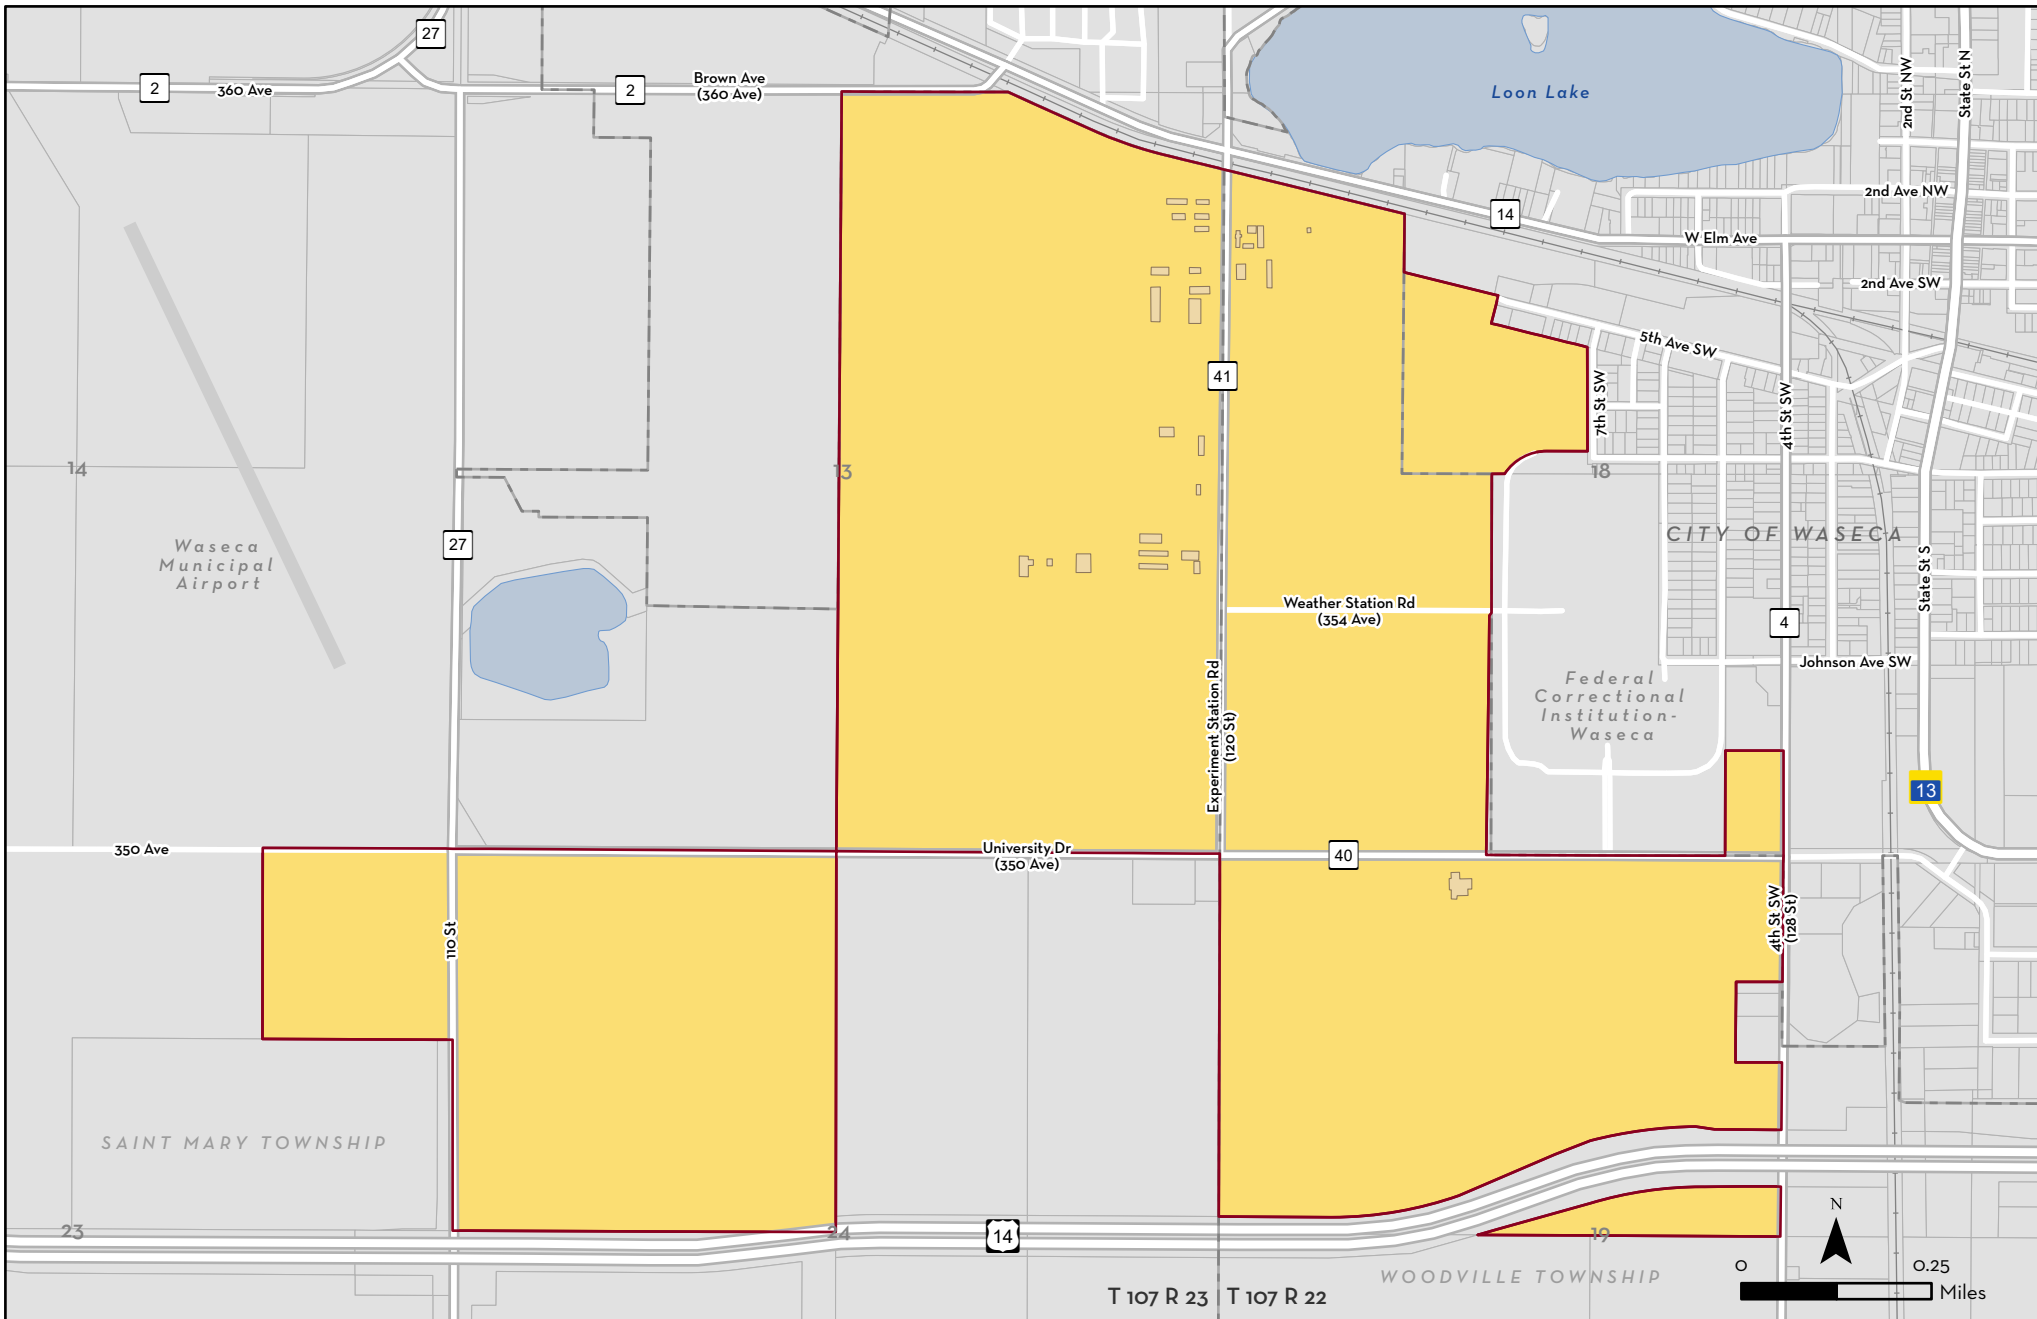 27
2
360 Ave
2
Brown Ave
(360 Ave)
Loon Lake
2nd St NW
State St N
2nd Ave NW
14
W Elm Ave
2nd Ave SW
5th Ave SW
41
7th St SW
4th St SW
14
13
18
Waseca
Municipal
Airport
27
CITY OF WASECA
State St S
Weather Station Rd
(354 Ave)
4
Johnson Ave SW
Experiment Station Rd
(120 St)
Federal
Correctional
Institution-
Waseca
13
350 Ave
University Dr
(350 Ave)
40
110 St
4th St SW
(128 St)
SAINT MARY TOWNSHIP
23
24
14
19
N
WOODVILLE TOWNSHIP
T 107 R 23
T 107 R 22
0
0.25
Miles